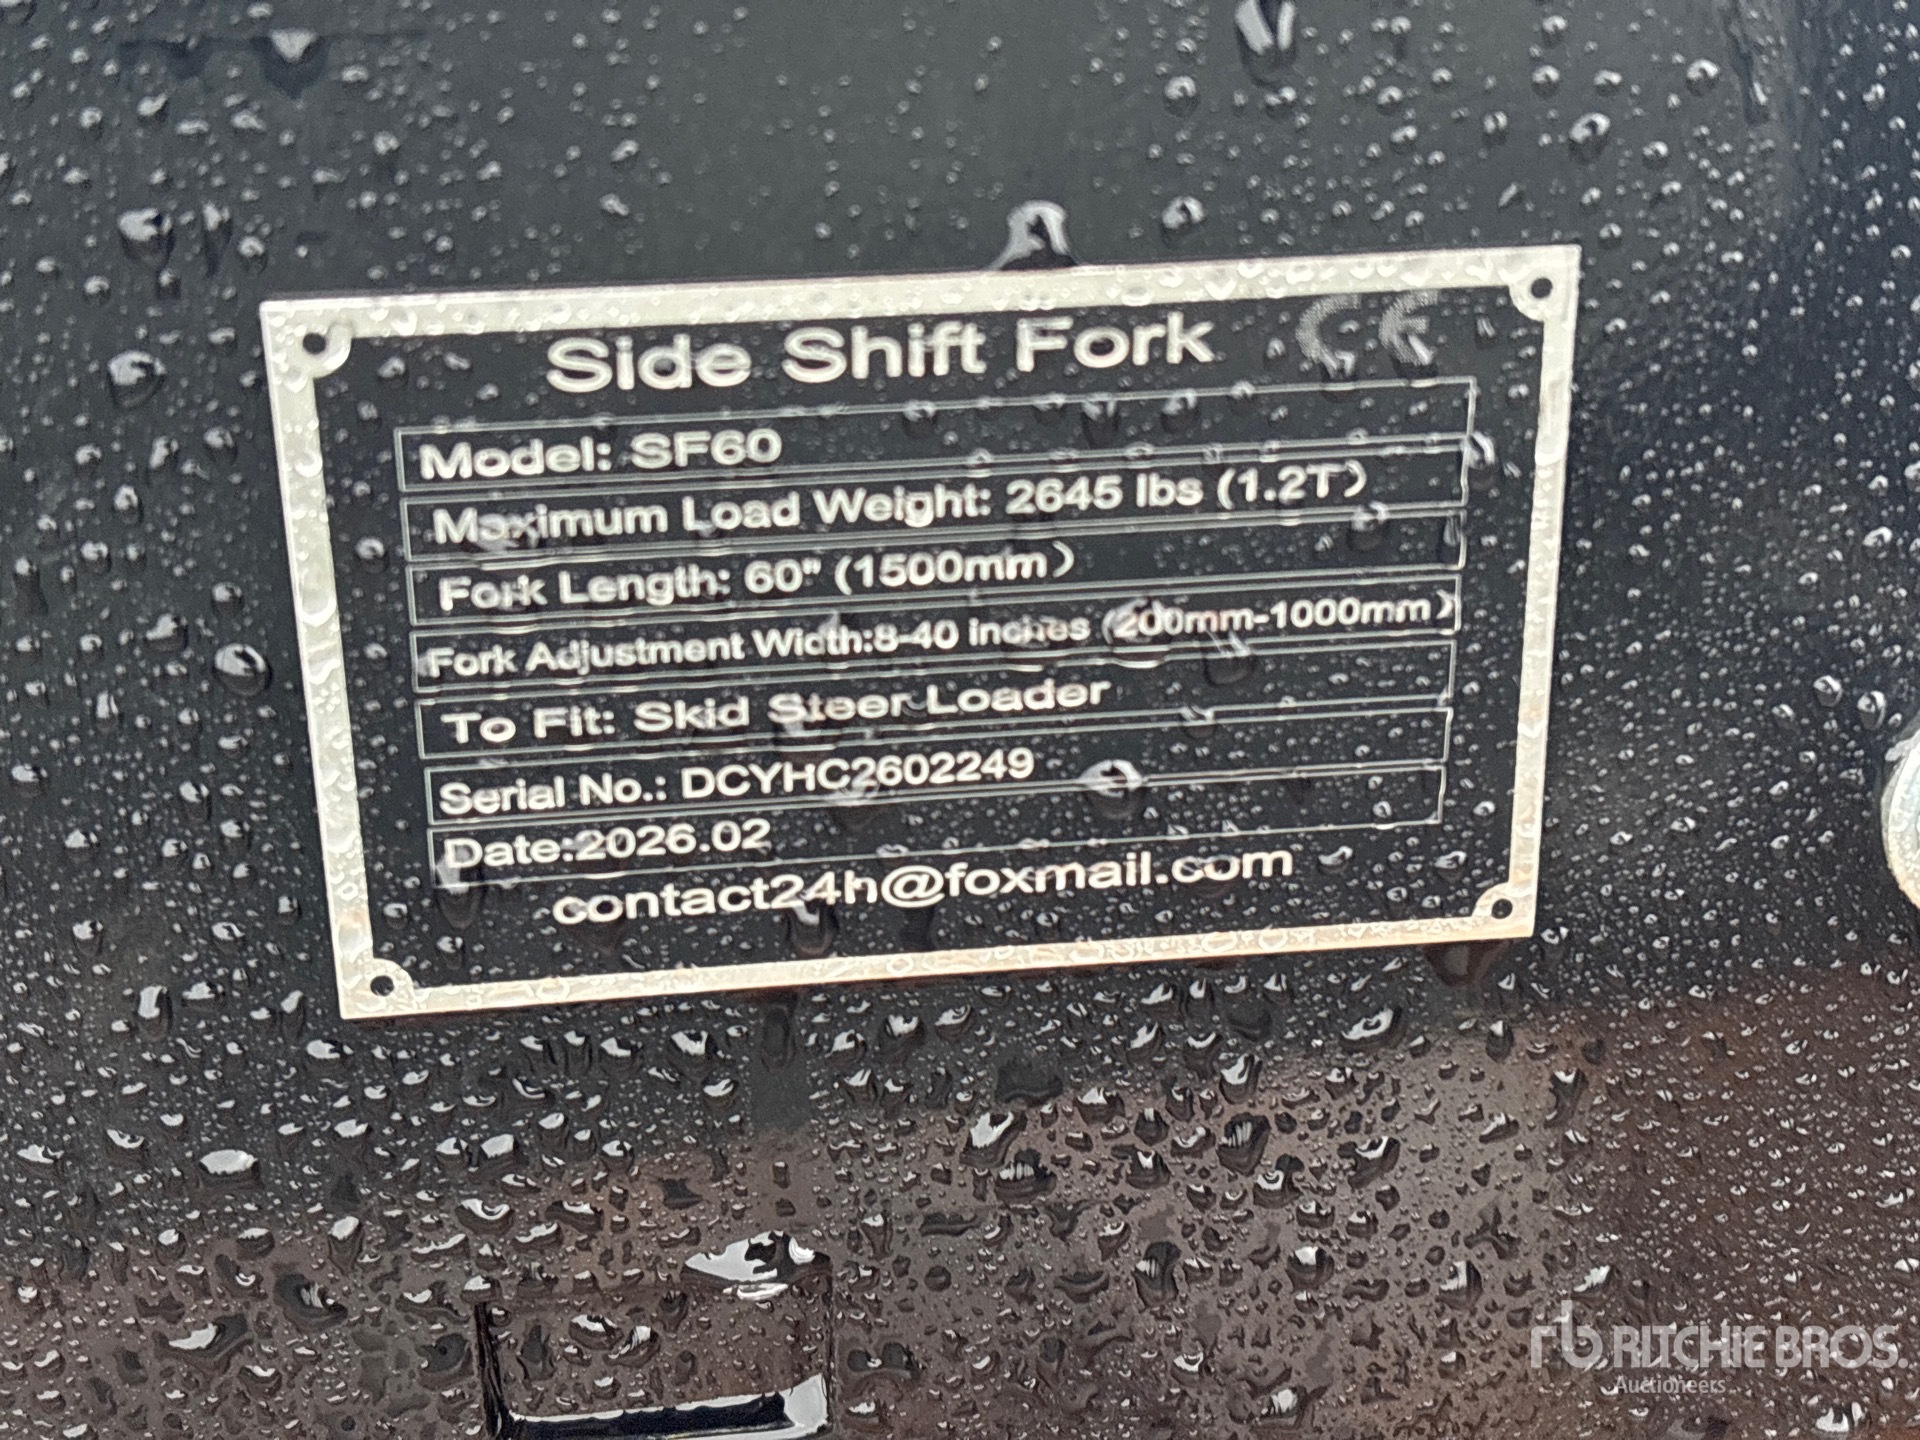 Side Shift Fork CE
Model: SF60
Maximum Load Weight: 2645 lbs (1.2T)
Fork Length: 60" (1500mm)
Fork Adjustment Width:8-40 inches (200mm-1000mm)
To Fit: Skid Steer Loader
Serial No.: DCYHC2602249
Date:2026.02
contact24h@foxmail.com
rb RITCHIE BROS.
Auctioneers